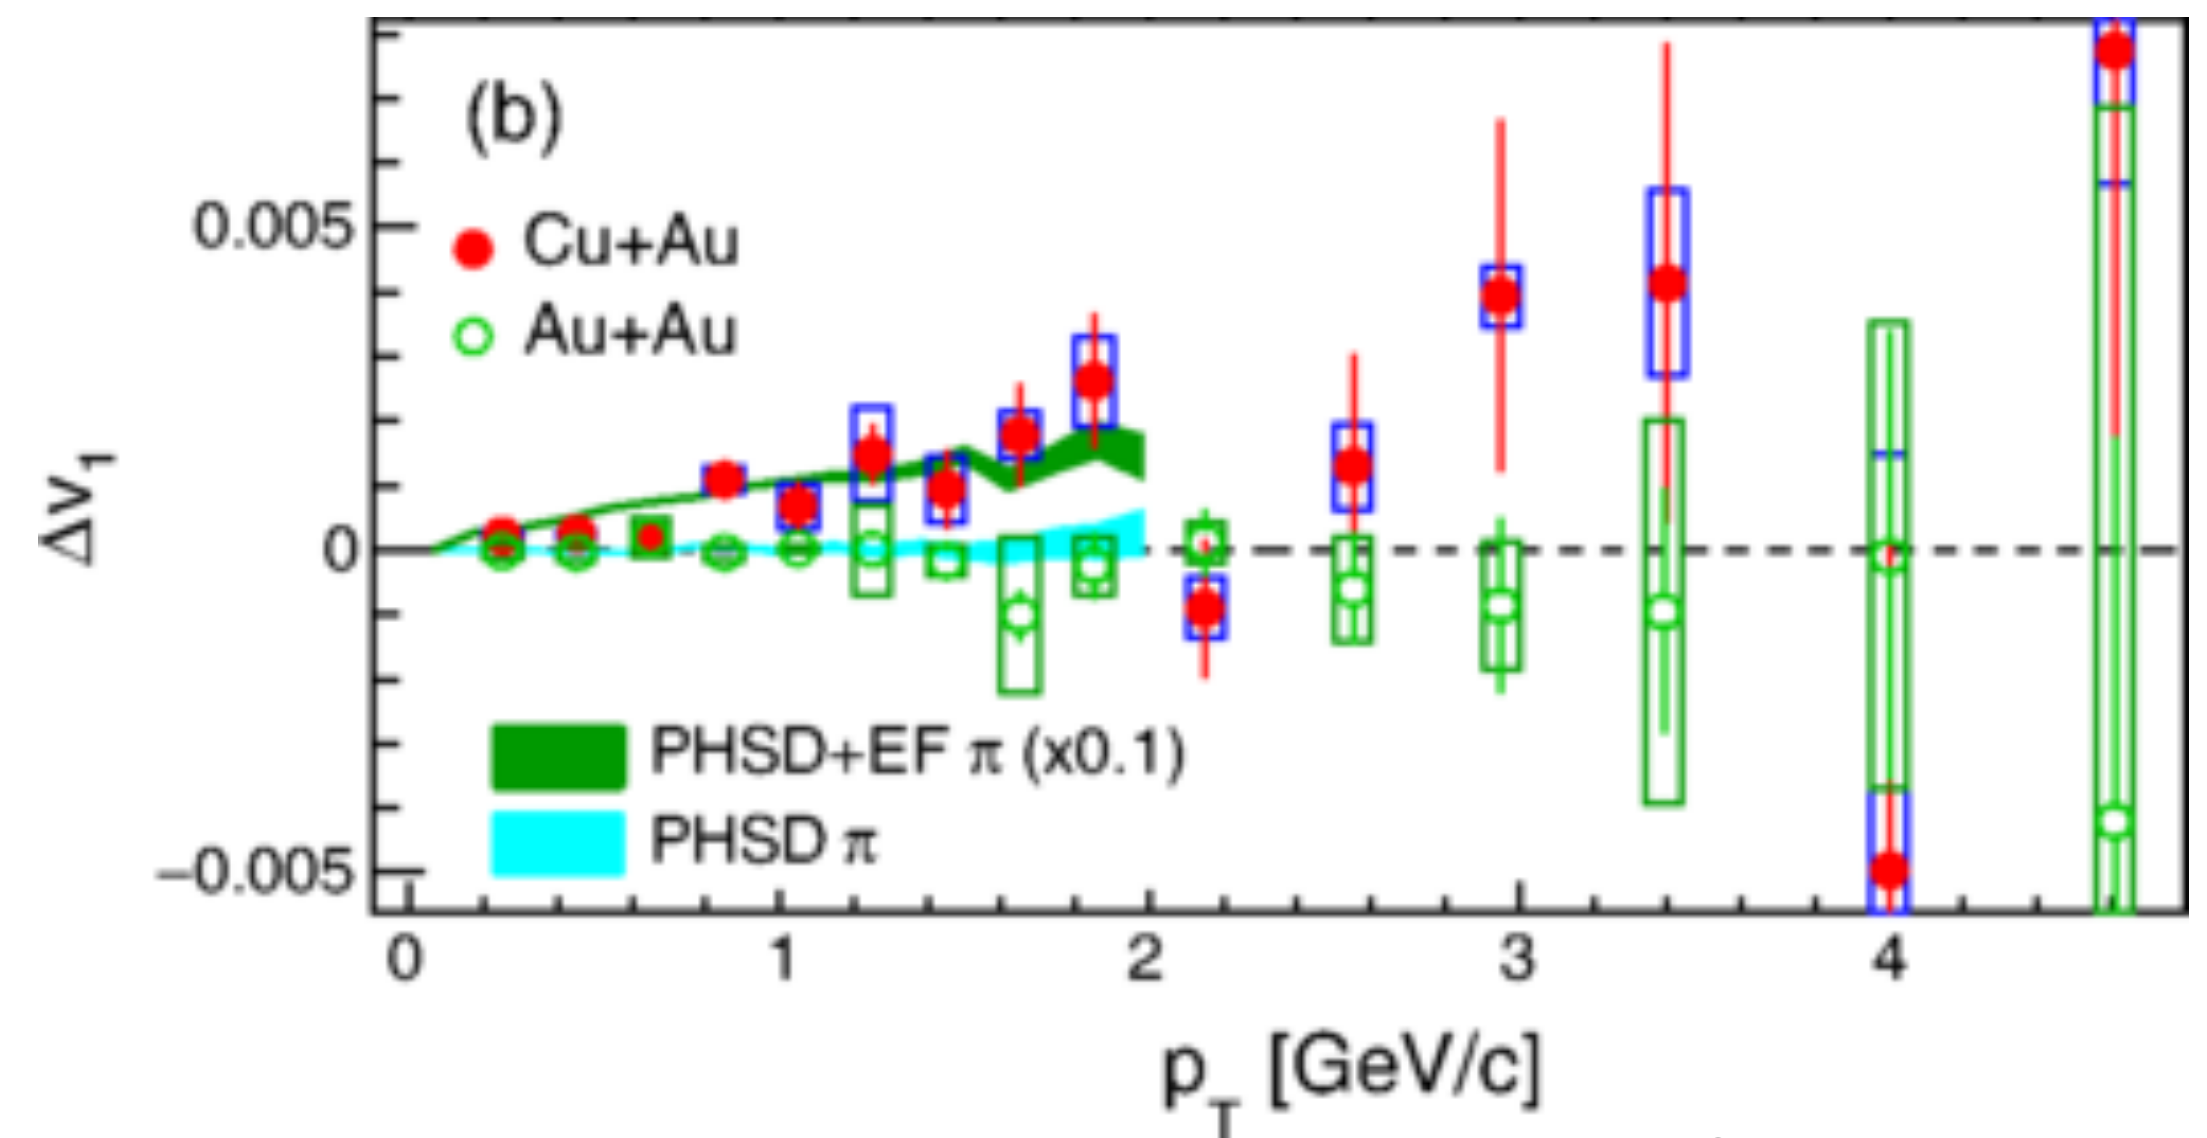 (b)
0.005
Cu+Au
Au+Au
Δv₁
0
PHSD+EF π (x0.1)
PHSD π
−0.005
0 1 2 3 4
p_T [GeV/c]